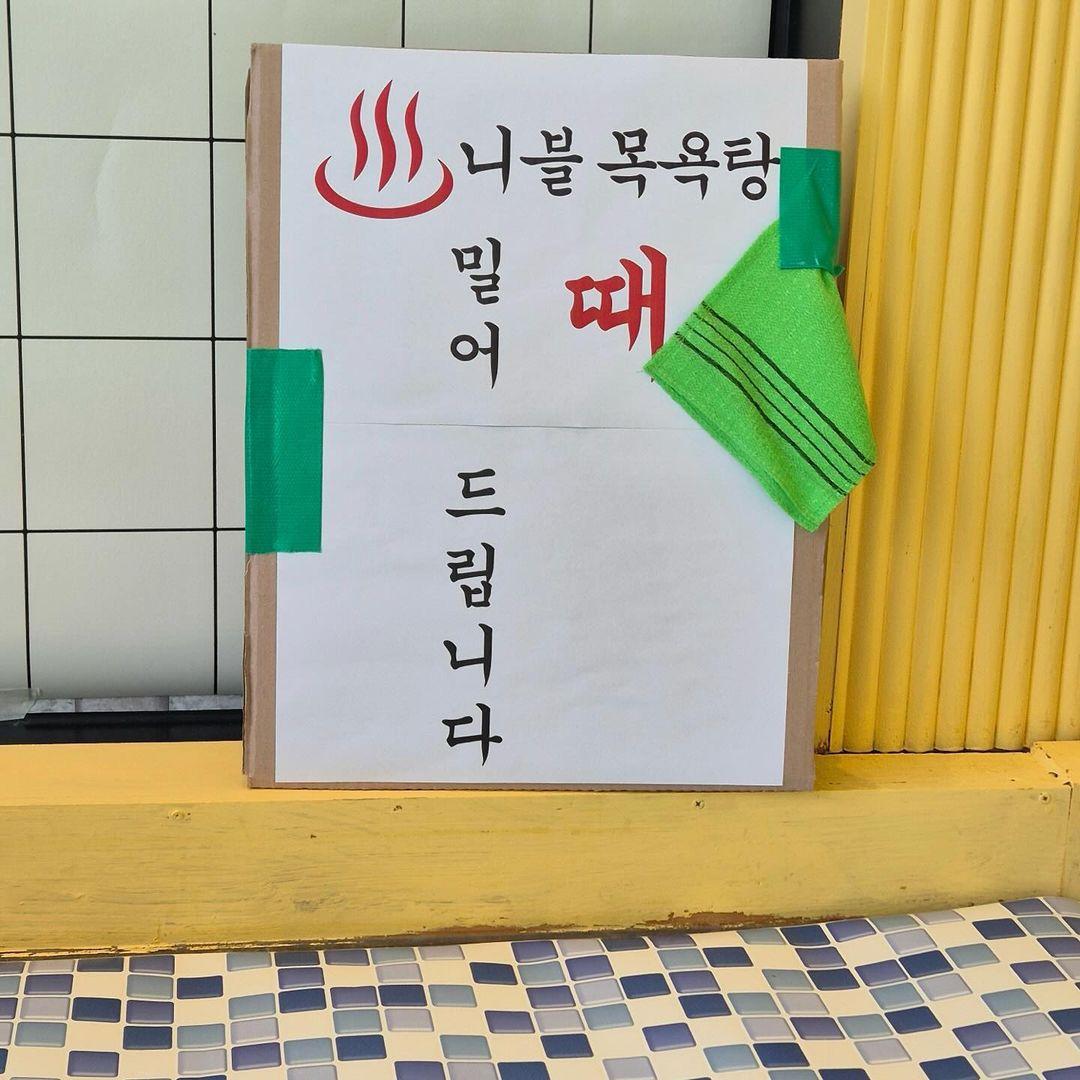 니블 목욕탕
때
밀어 드립니다